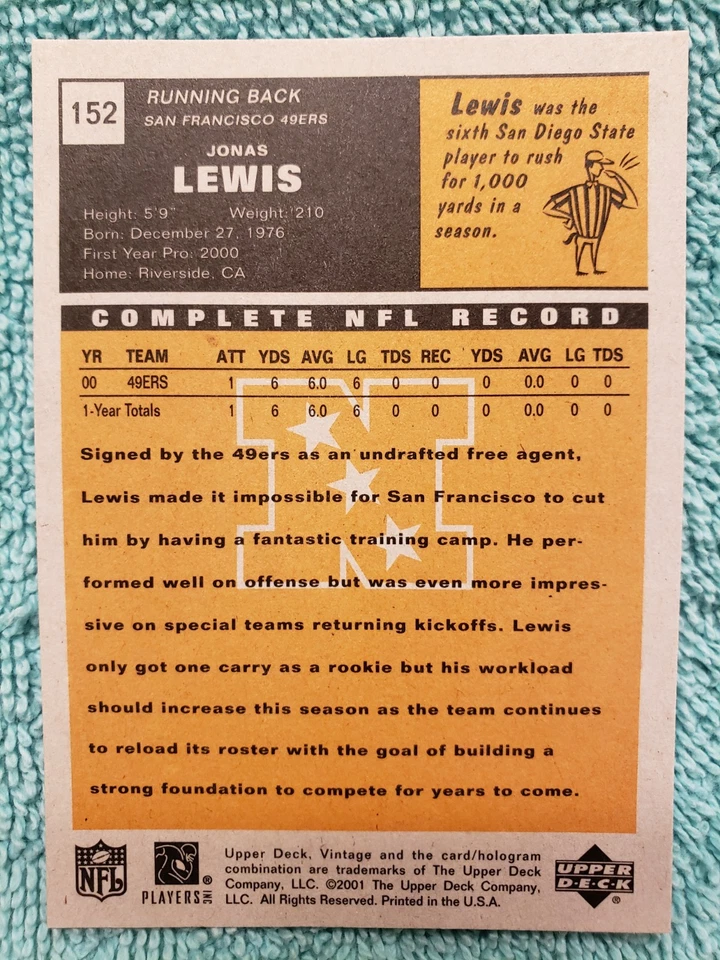 152
RUNNING BACK
SAN FRANCISCO 49ERS
JONAS
LEWIS
Height: 5'9" Weight: 210
Born: December 27, 1976
First Year Pro: 2000
Home: Riverside, CA
Lewis was the
sixth San Diego State
player to rush
for 1,000
yards in a
season.
COMPLETE NFL RECORD
YR TEAM ATT YDS AVG LG TDS REC YDS AVG LG TDS
00 49ERS 1 6 6.0 6 0 0 0 0.0 0 0
1-Year Totals 1 6 6.0 6 0 0 0 0.0 0 0
Signed by the 49ers as an undrafted free agent,
Lewis made it impossible for San Francisco to cut
him by having a fantastic training camp. He per-
formed well on offense but was even more impres-
sive on special teams returning kickoffs. Lewis
only got one carry as a rookie but his workload
should increase this season as the team continues
to reload its roster with the goal of building a
strong foundation to compete for years to come.
N
NFL
PLAYERS INC ®
Upper Deck, Vintage and the card/hologram
combination are trademarks of The Upper Deck
Company, LLC. ©2001 The Upper Deck Company,
LLC. All Rights Reserved. Printed in the U.S.A.
UPPER
D•E•C•K
®